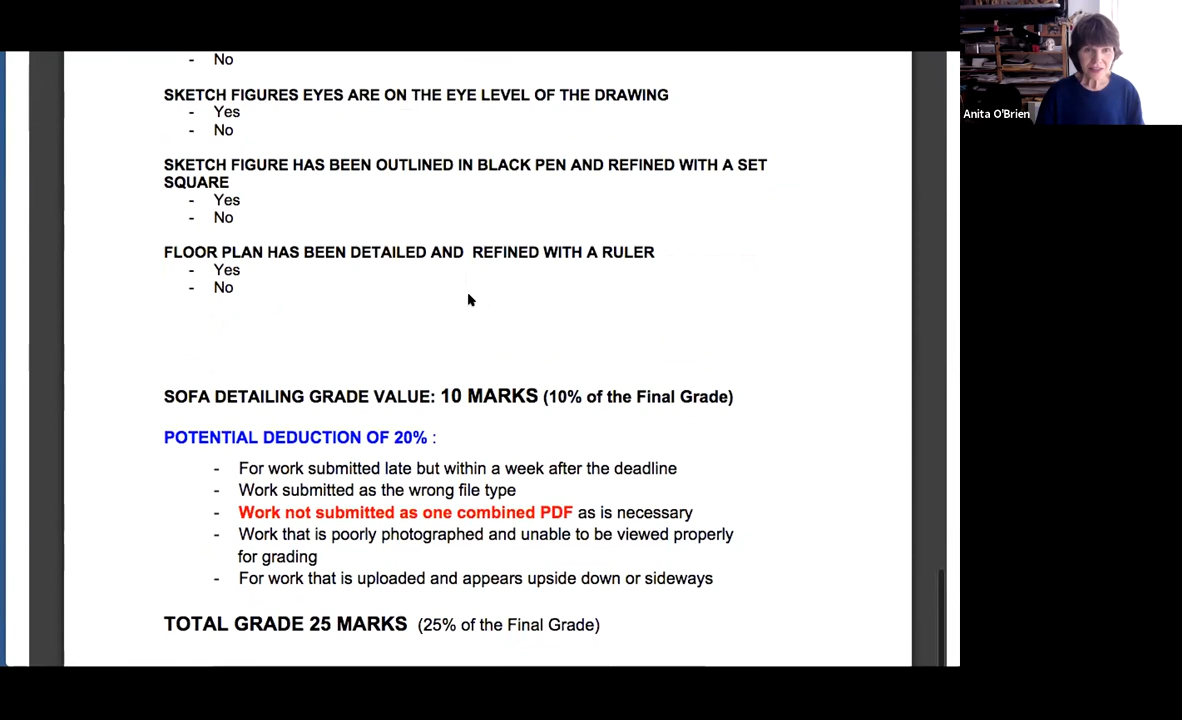 - No
SKETCH FIGURES EYES ARE ON THE EYE LEVEL OF THE DRAWING
- Yes
- No
SKETCH FIGURE HAS BEEN OUTLINED IN BLACK PEN AND REFINED WITH A SET
SQUARE
- Yes
- No
FLOOR PLAN HAS BEEN DETAILED AND REFINED WITH A RULER
- Yes
- No
SOFA DETAILING GRADE VALUE: 10 MARKS (10% of the Final Grade)
POTENTIAL DEDUCTION OF 20% :
- For work submitted late but within a week after the deadline
- Work submitted as the wrong file type
- Work not submitted as one combined PDF as is necessary
- Work that is poorly photographed and unable to be viewed properly
for grading
- For work that is uploaded and appears upside down or sideways
TOTAL GRADE 25 MARKS (25% of the Final Grade)
Anita O'Brien